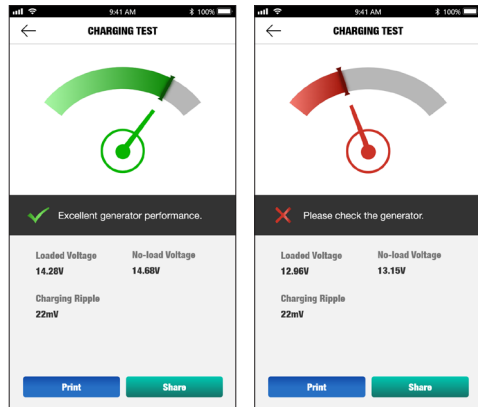 9:41 AM
100%
CHARGING TEST
Excellent generator performance.
Loaded Voltage
No-load Voltage
14.28V
14.68V
Charging Ripple
22mV
Print
Share
9:41 AM
100%
CHARGING TEST
Please check the generator.
Loaded Voltage
No-load Voltage
12.96V
13.15V
Charging Ripple
22mV
Print
Share